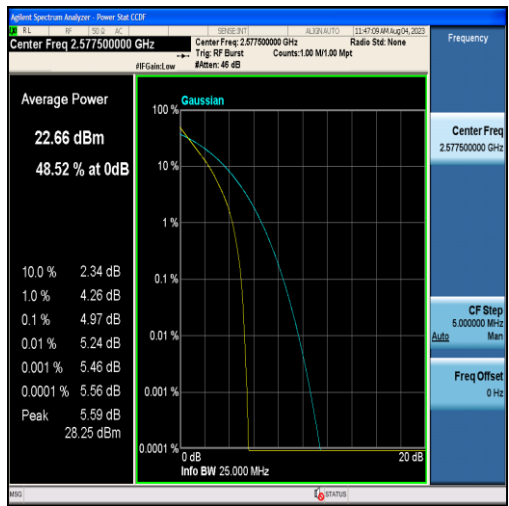 Agilent Spectrum Analyzer - Power Stat CCDF
RL RF 50 Ω AC SENSE:INT ALIGN AUTO 11:47:09 AM Aug 04, 2023
Center Freq 2.577500000 GHz
Center Freq: 2.577500000 GHz Radio Std: None
Trig: RF Burst Counts:1.00 M/1.00 Mpt
#IFGain:Low #Atten: 46 dB
Frequency
Average Power
22.66 dBm
48.52 % at 0dB
10.0 % 2.34 dB
1.0 % 4.26 dB
0.1 % 4.97 dB
0.01 % 5.24 dB
0.001 % 5.46 dB
0.0001 % 5.56 dB
Peak 5.59 dB
28.25 dBm
Gaussian
100 %
10 %
1 %
0.1 %
0.01 %
0.001 %
0.0001 %
0 dB 20 dB
Info BW 25.000 MHz
Center Freq
2.577500000 GHz
CF Step
5.000000 MHz
Auto Man
Freq Offset
0 Hz
MSG STATUS